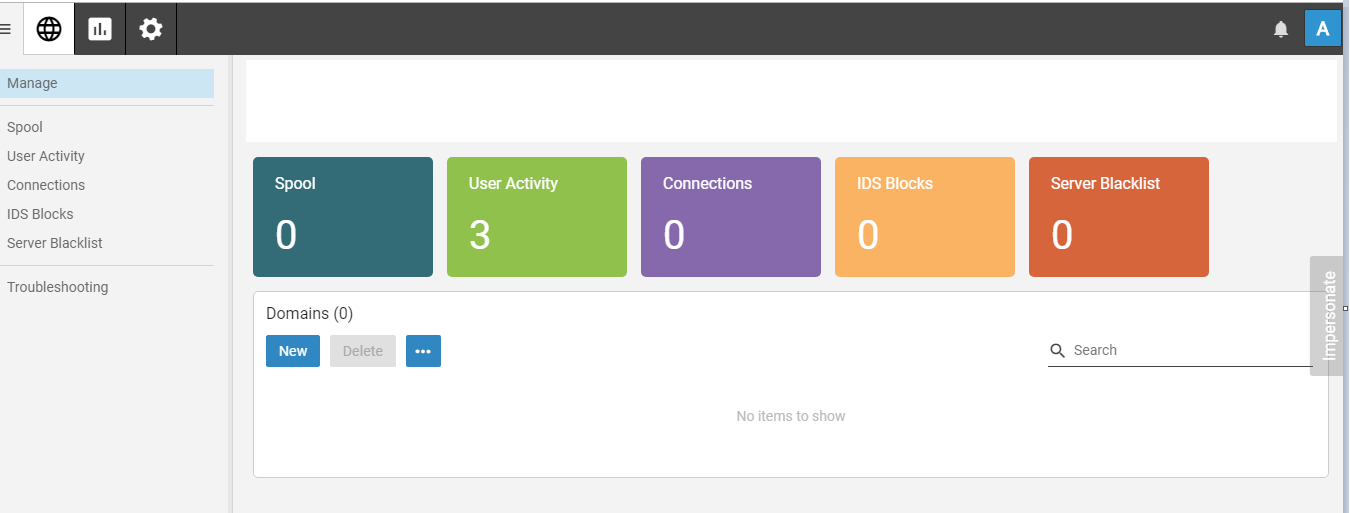 A
Manage
Spool
User Activity
Connections
IDS Blocks
Server Blacklist
Troubleshooting
Spool
0
User Activity
3
Connections
0
IDS Blocks
0
Server Blacklist
0
Impersonate
Domains (0)
New
Delete
•••
Search
No items to show